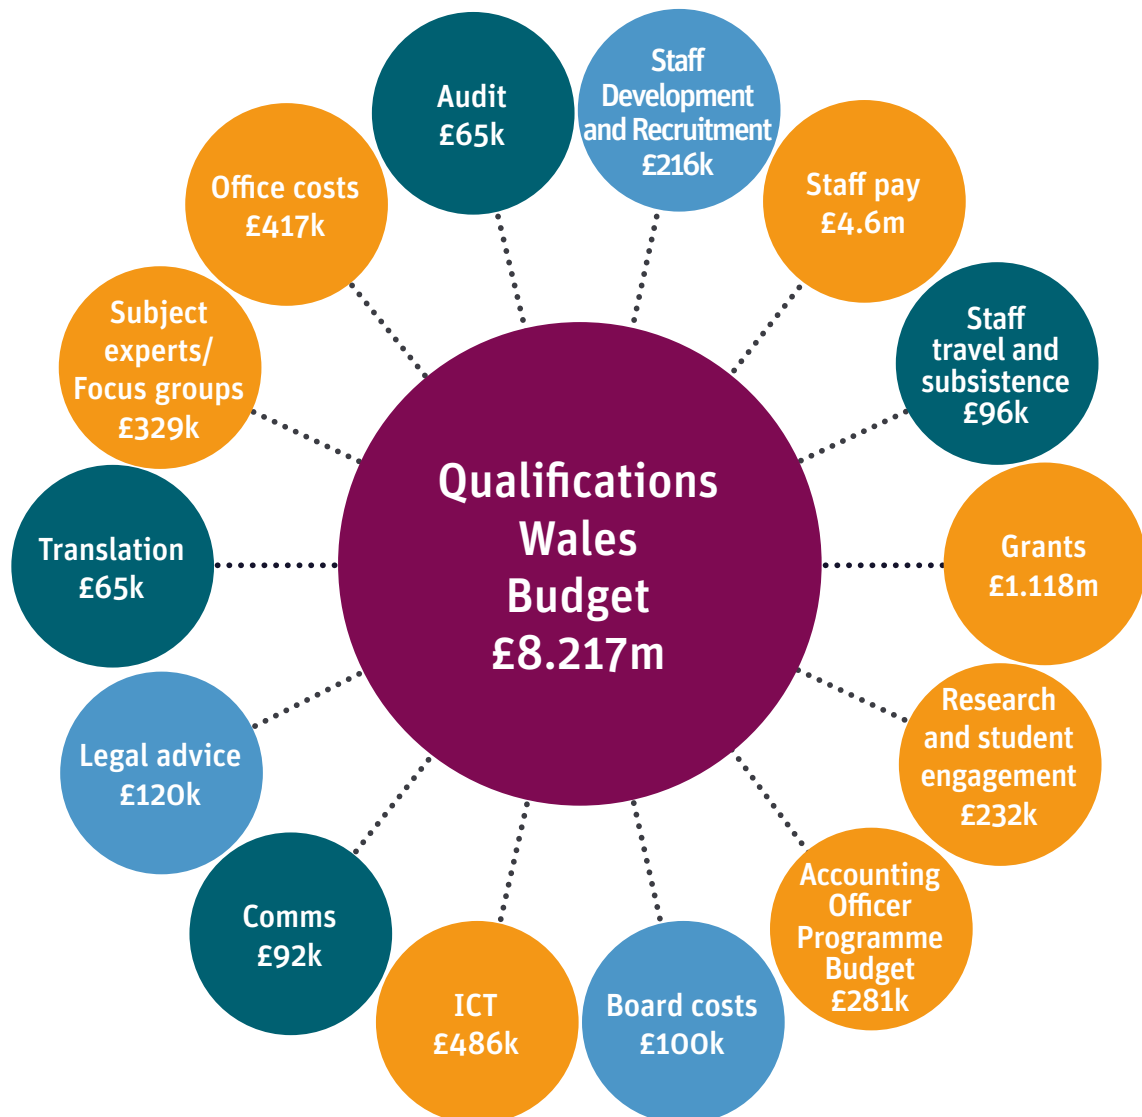 Audit
£65k
Staff
Development
and Recruitment
£216k
Staff pay
£4.6m
Staff
travel and
subsistence
£96k
Grants
£1.118m
Research
and student
engagement
£232k
Accounting
Officer
Programme
Budget
£281k
Board costs
£100k
ICT
£486k
Comms
£92k
Legal advice
£120k
Translation
£65k
Subject
experts/
Focus groups
£329k
Office costs
£417k
Qualifications
Wales
Budget
£8.217m